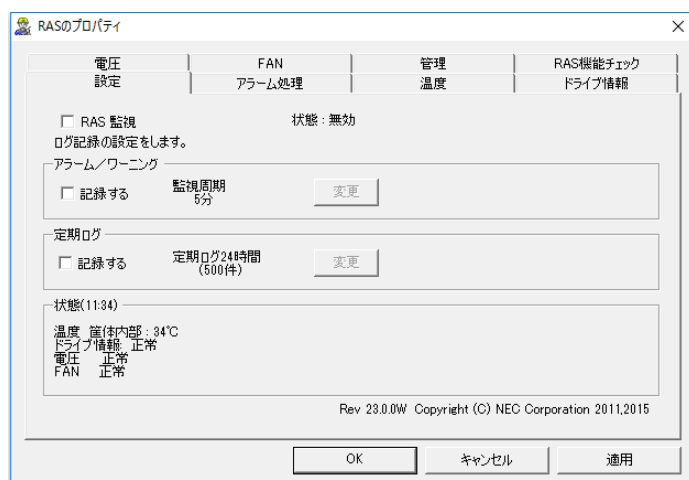 RASのプロパティ
電圧 FAN 管理 RAS機能チェック
設定 アラーム処理 温度 ドライブ情報
RAS 監視 状態 : 無効
ログ記録の設定をします。
アラーム/ワーニング
記録する 監視周期 変更
5分
定期ログ
記録する 定期ログ24時間 変更
(500件)
状態(11:34)
温度 筐体内部 : 34℃
ドライブ情報: 正常
電圧 正常
FAN 正常
Rev 23.0.0W Copyright (C) NEC Corporation 2011,2015
OK キャンセル 適用